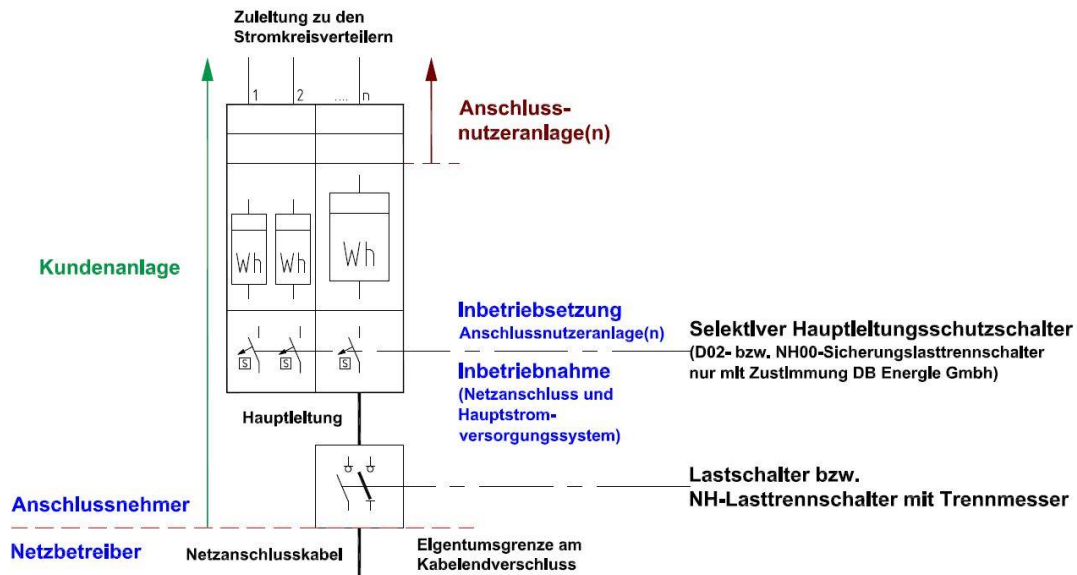 Zuleitung zu den
Stromkreisverteilern
1 2 .... n
Anschluss-
nutzeranlage(n)
Wh Wh Wh
Kundenanlage
Inbetriebsetzung
Anschlussnutzeranlage(n)
Selektiver Hauptleitungsschutzschalter
(D02- bzw. NH00-Sicherungslasttrennschalter
nur mit Zustimmung DB Energie Gmbh)
S S S
Inbetriebnahme
(Netzanschluss und
Hauptstrom-
versorgungssystem)
Hauptleitung
Lastschalter bzw.
NH-Lasttrennschalter mit Trennmesser
Anschlussnehmer
Netzbetreiber
Netzanschlusskabel
Eigentumsgrenze am
Kabelendverschluss